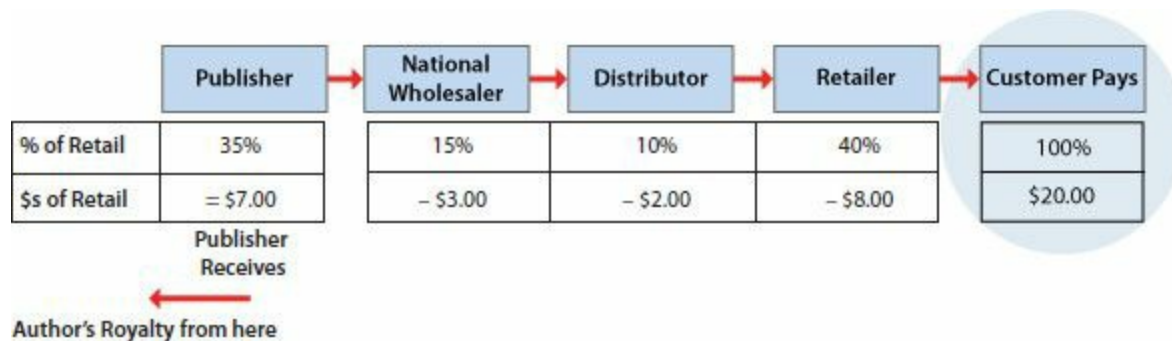 Publisher
National
Wholesaler
Distributor
Retailer
Customer Pays
% of Retail 35% 15% 10% 40% 100%
$s of Retail = $7.00 – $3.00 – $2.00 – $8.00 $20.00
Publisher
Receives
Author's Royalty from here